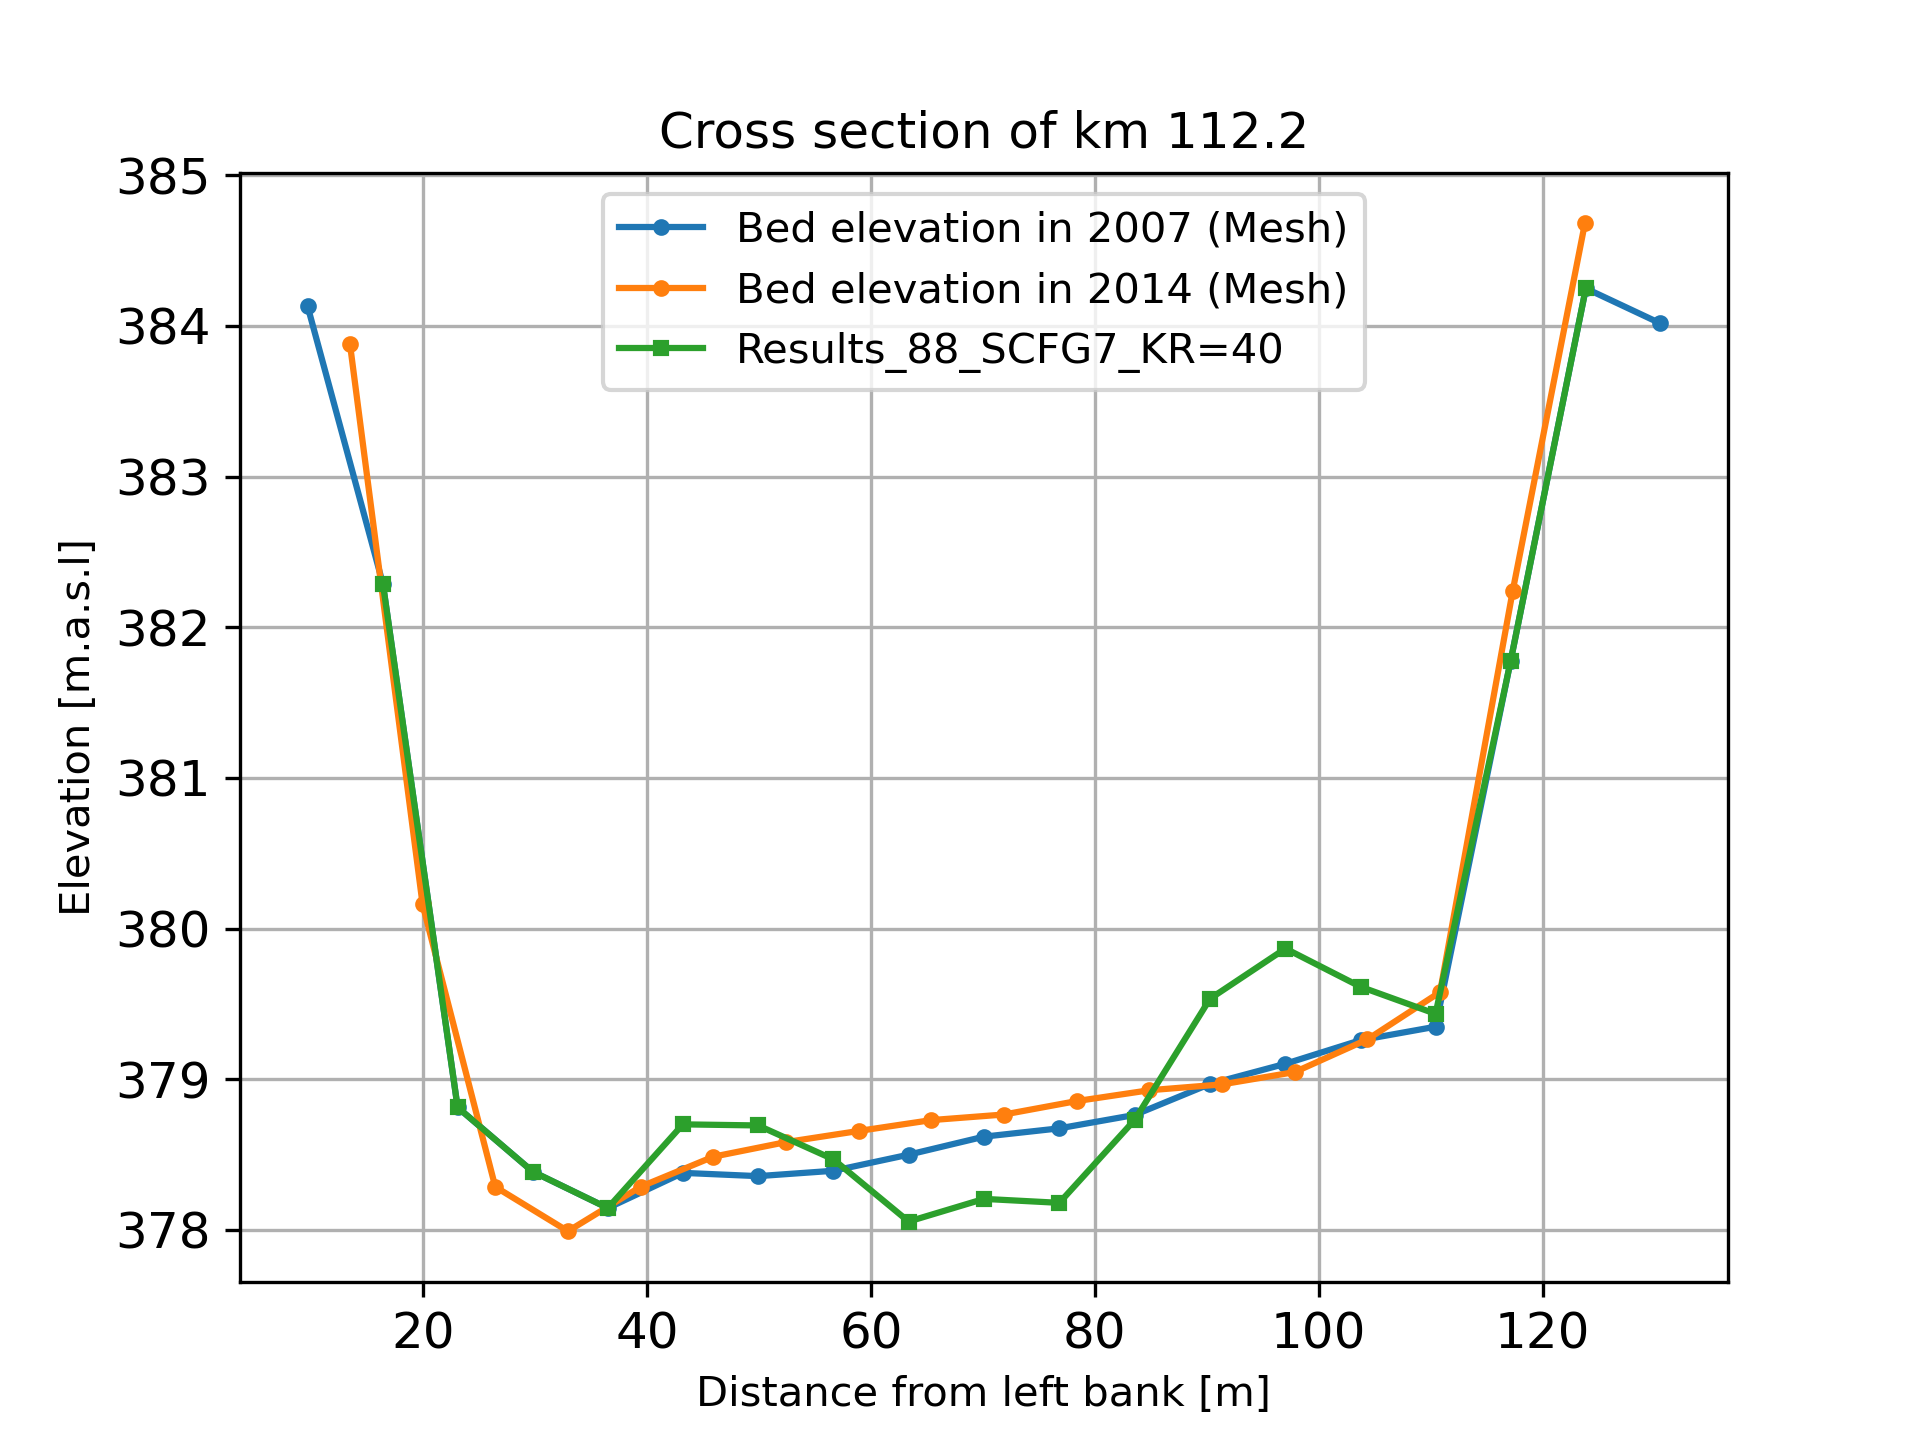 Cross section of km 112.2
Bed elevation in 2007 (Mesh)
Bed elevation in 2014 (Mesh)
Results_88_SCFG7_KR=40
385
384
383
382
381
380
379
378
Elevation [m.a.s.l]
20 40 60 80 100 120
Distance from left bank [m]